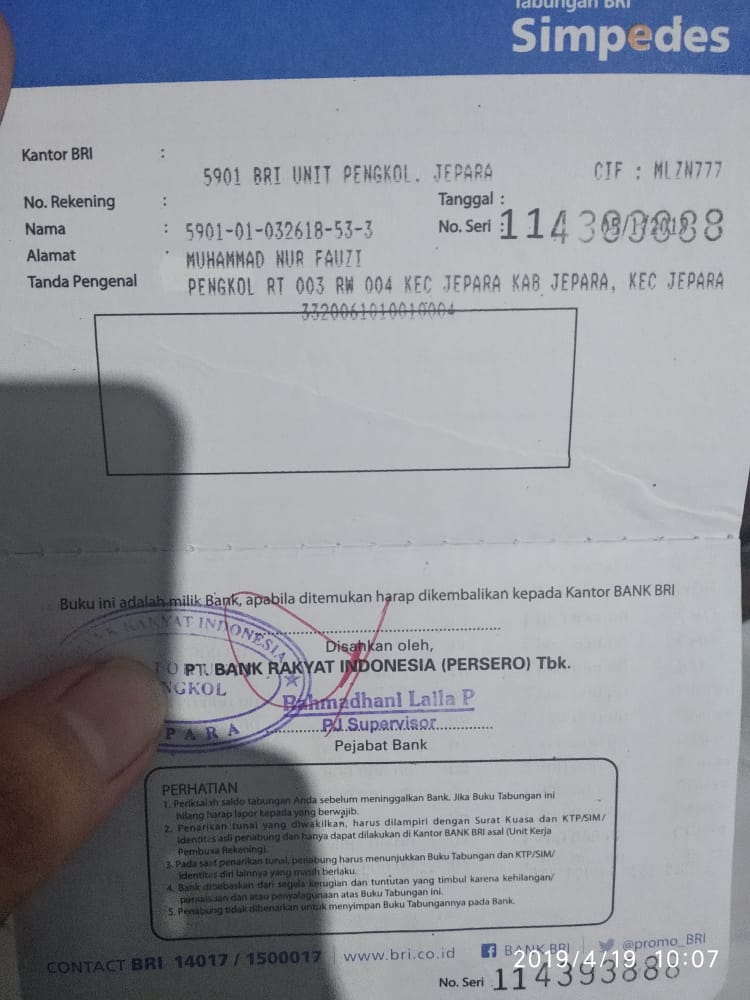 Tabungan BRI
Simpedes
Kantor BRI :
5901 BRI UNIT PENGKOL. JEPARA CIF : MLZN777
No. Rekening : Tanggal :
Nama : 5901-01-032618-53-3 No. Seri :114393888
Alamat MUHAMMAD NUR FAUZI
Tanda Pengenal PENGKOL RT 003 RW 004 KEC JEPARA KAB JEPARA, KEC JEPARA
3320061010010004
Buku ini adalah milik Bank, apabila ditemukan harap dikembalikan kepada Kantor BANK BRI
Disahkan oleh,
PT. BANK RAKYAT INDONESIA (PERSERO) Tbk.
RAKYAT INDONESIA
NGKOL
PARA
Rahmadhani Laila P
PJ Supervisor
Pejabat Bank
PERHATIAN
1. Periksalah saldo tabungan Anda sebelum meninggalkan Bank. Jika Buku Tabungan ini
hilang harap lapor kepada yang berwajib.
2. Penarikan tunai yang diwakilkan, harus dilampiri dengan Surat Kuasa dan KTP/SIM/
Identitas asli penabung dan hanya dapat dilakukan di Kantor BANK BRI asal (Unit Kerja
Pembuka Rekening).
3. Pada saat penarikan tunai, penabung harus menunjukkan Buku Tabungan dan KTP/SIM/
identitas diri lainnya yang masih berlaku.
4. Bank dibebaskan dari segala kerugian dan tuntutan yang timbul karena kehilangan/
pemalsuan dan atau penyalagunaan atas Buku Tabungan ini.
5. Penabung tidak dibenarkan untuk menyimpan Buku Tabungannya pada Bank.
CONTACT BRI 14017 / 1500017 | www.bri.co.id BANK BRI @promo_BRI
2019/4/19 10:07
No. Seri 114393888